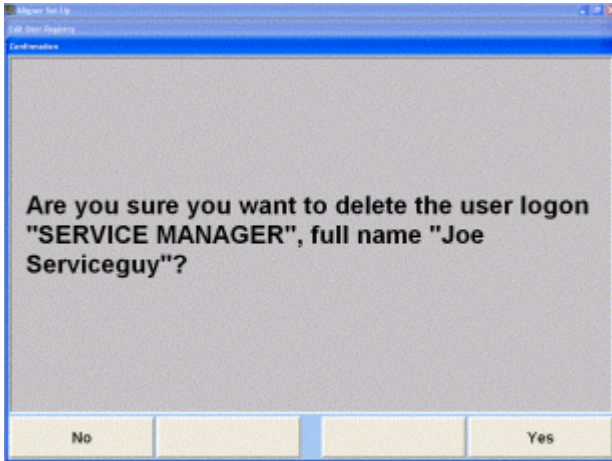 Aligner Set Up
Edit User Registry
Confirmation
Are you sure you want to delete the user logon
"SERVICE MANAGER", full name "Joe
Serviceguy"?
No
Yes